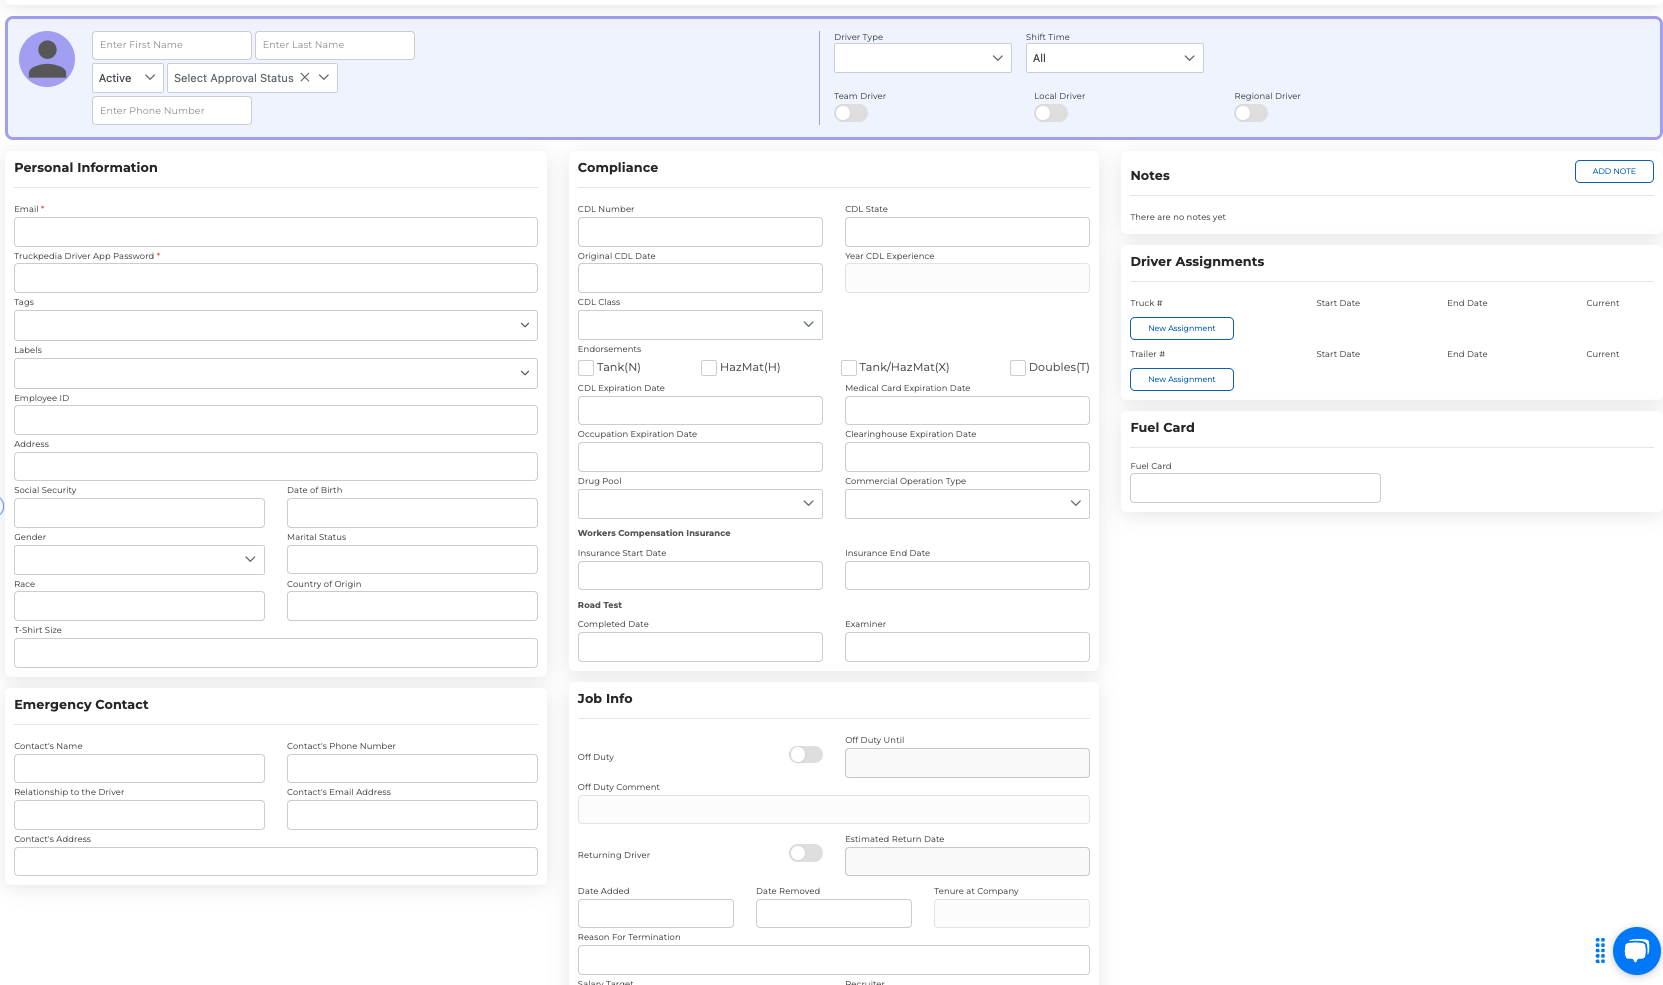 Enter First Name
Enter Last Name
Active
Select Approval Status
Enter Phone Number
Driver Type
Shift Time
All
Team Driver
Local Driver
Regional Driver
Personal Information
Email *
Truckpedia Driver App Password *
Tags
Labels
Employee ID
Address
Social Security
Date of Birth
Gender
Marital Status
Race
Country of Origin
T-Shirt Size
Emergency Contact
Contact's Name
Contact's Phone Number
Relationship to the Driver
Contact's Email Address
Contact's Address
Compliance
CDL Number
CDL State
Original CDL Date
Year CDL Experience
CDL Class
Endorsements
Tank(N)
HazMat(H)
Tank/HazMat(X)
Doubles(T)
CDL Expiration Date
Medical Card Expiration Date
Occupation Expiration Date
Clearinghouse Expiration Date
Drug Pool
Commercial Operation Type
Workers Compensation Insurance
Insurance Start Date
Insurance End Date
Road Test
Completed Date
Examiner
Job Info
Off Duty
Off Duty Until
Off Duty Comment
Returning Driver
Estimated Return Date
Date Added
Date Removed
Tenure at Company
Reason For Termination
Salary Target
Recruiter
Notes
ADD NOTE
There are no notes yet
Driver Assignments
Truck #
Start Date
End Date
Current
New Assignment
Trailer #
Start Date
End Date
Current
New Assignment
Fuel Card
Fuel Card